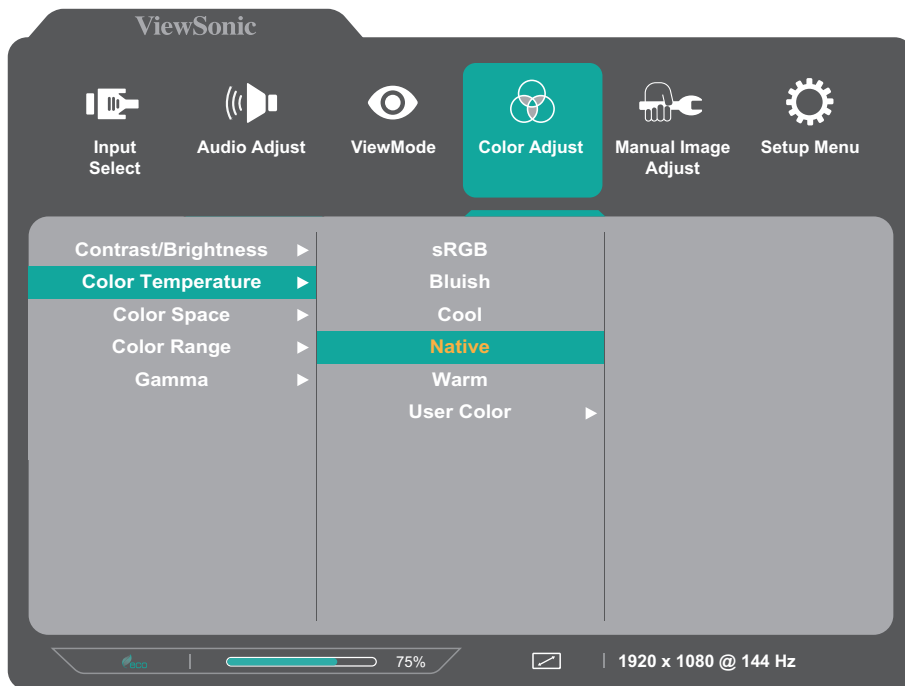 ViewSonic
Input
Select
Audio Adjust
ViewMode
Color Adjust
Manual Image
Adjust
Setup Menu
Contrast/Brightness
Color Temperature
Color Space
Color Range
Gamma
sRGB
Bluish
Cool
Native
Warm
User Color
eco
75%
1920 x 1080 @ 144 Hz